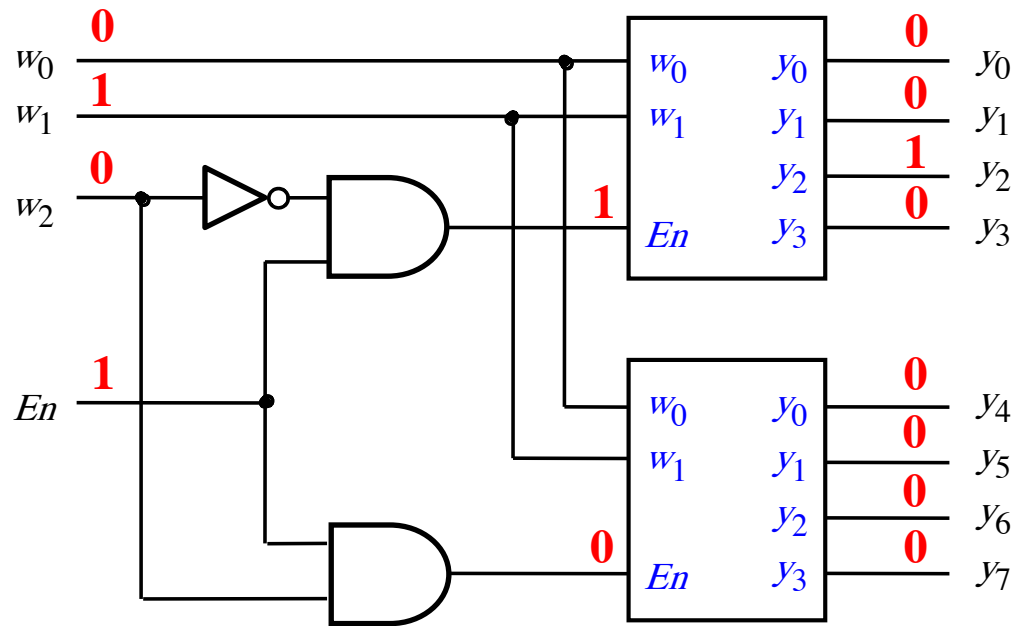 0
w0 w0 y0 0 y0
1
w1 w1 y1 0 y1
0
w2 y2 1 y2
1 En y3 0 y3
1
En
w0 y0 0 y4
w1 y1 0 y5
y2 0 y6
0 En y3 0 y7